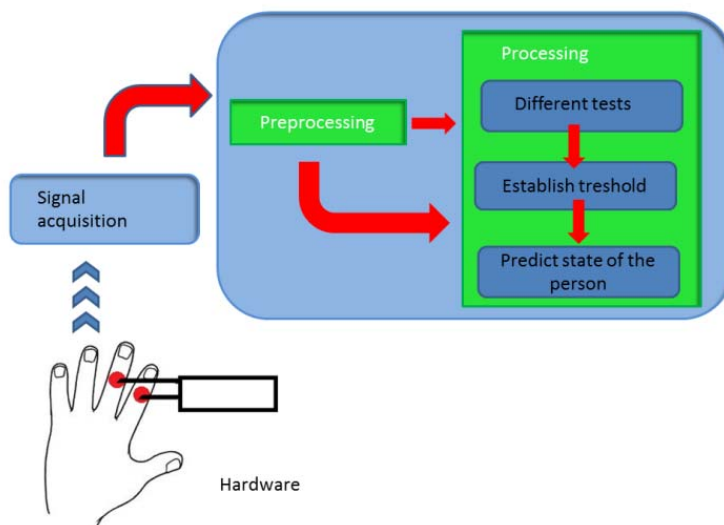 Processing
Different tests
Preprocessing
Establish treshold
Signal
acquisition
Predict state of the
person
Hardware